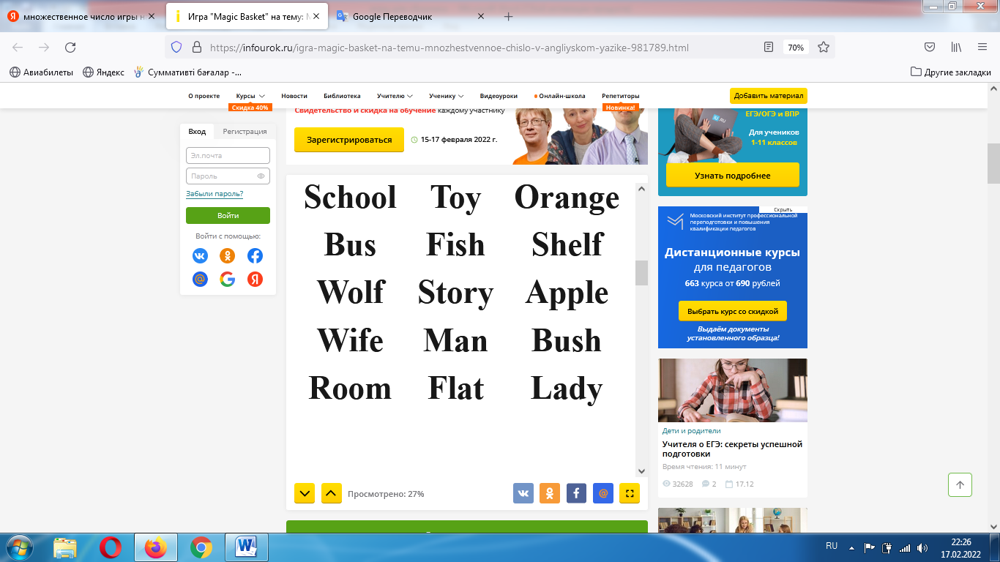 множественное число игры н
Игра "Magic Basket" на тему: М
Google Переводчик
https://infourok.ru/igra-magic-basket-na-temu-mnozhestvennoe-chislo-v-angliyskom-yazike-981789.html
70%
Авиабилеты Яндекс Суммативті бағалар -...
Другие закладки
О проекте Курсы Новости Библиотека Учителю Ученику Видеоуроки Онлайн-школа Репетиторы
Скидка 40%
Новинка!
Добавить материал
Вход Регистрация
Эл.почта
Пароль
Забыли пароль?
Войти
Войти с помощью:
Свидетельство и скидка на обучение каждому участнику
Зарегистрироваться
15-17 февраля 2022 г.
School Toy Orange
Bus Fish Shelf
Wolf Story Apple
Wife Man Bush
Room Flat Lady
Просмотрено: 27%
ЕГЭ/ОГЭ и ВПР
Для учеников
1-11 классов
Узнать подробнее
Скрыть
Московский институт профессиональной
переподготовки и повышения
квалификации педагогов
Дистанционные курсы
для педагогов
663 курса от 690 рублей
Выбрать курс со скидкой
Выдаём документы
установленного образца!
Дети и родители
Учителя о ЕГЭ: секреты успешной
подготовки
Время чтения: 11 минут
32628 2 17.12
RU
22:26
17.02.2022